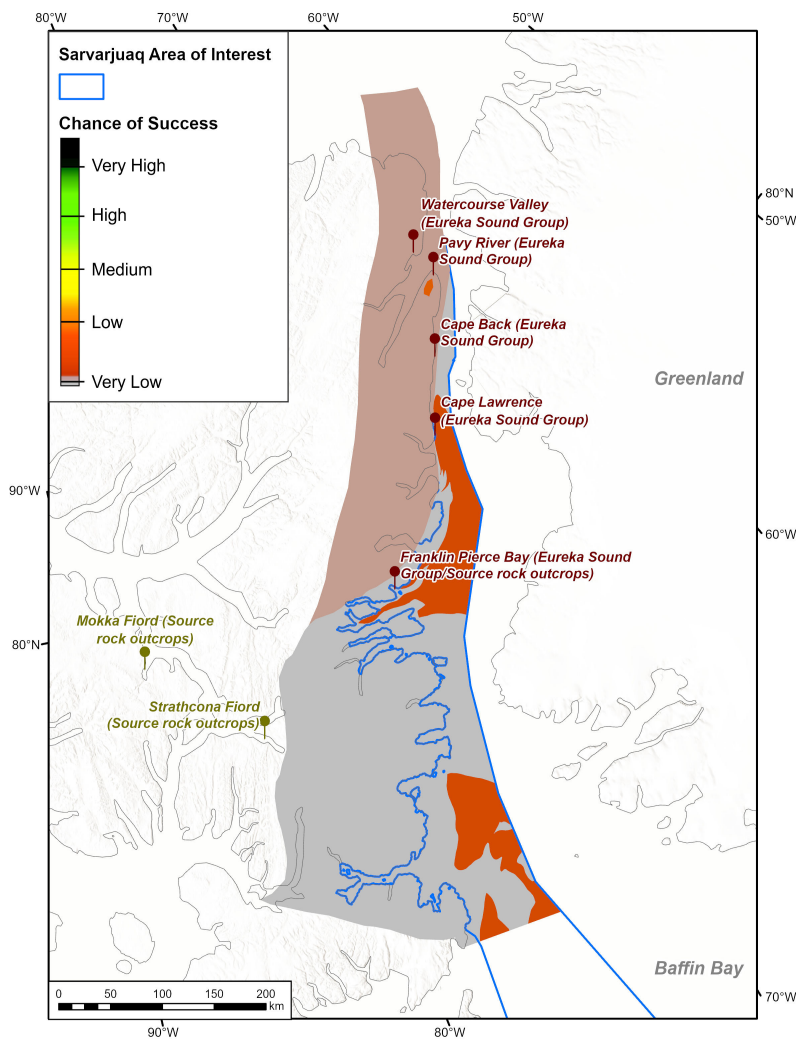 80°W
70°W
60°W
50°W
Sarvarjuaq Area of Interest
Chance of Success
Very High
High
Medium
Low
Very Low
80°N
50°W
Watercourse Valley
(Eureka Sound Group)
Pavy River (Eureka
Sound Group)
Cape Back (Eureka
Sound Group)
Greenland
Cape Lawrence
(Eureka Sound Group)
90°W
60°W
Franklin Pierce Bay (Eureka Sound
Group/Source rock outcrops)
Mokka Fiord (Source
rock outcrops)
80°N
Strathcona Fiord
(Source rock outcrops)
Baffin Bay
70°W
0 50 100 150 200
km
90°W
80°W